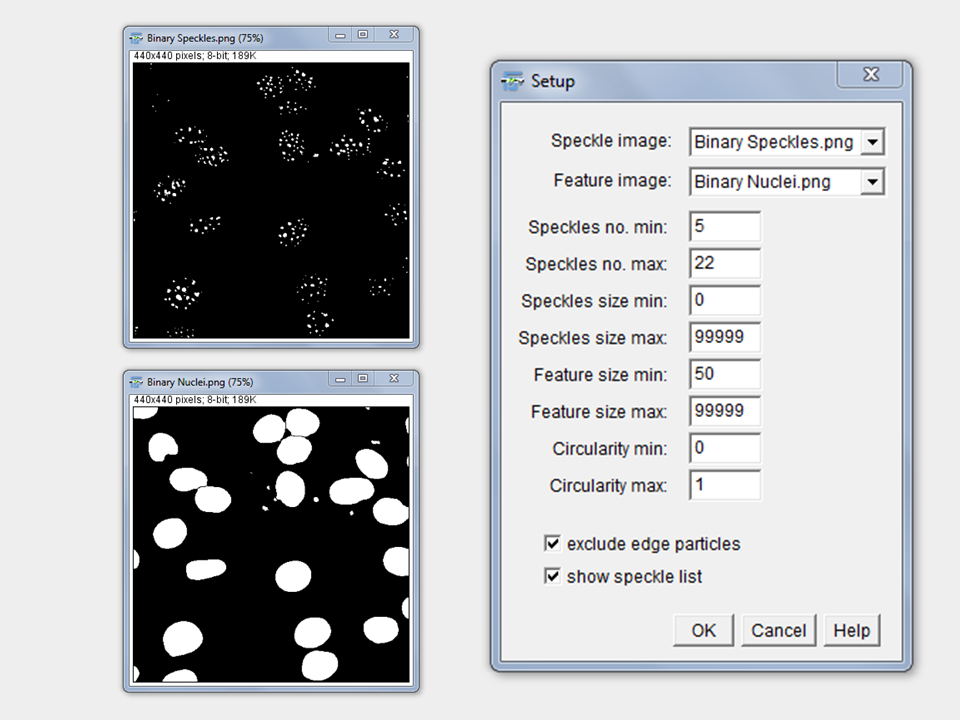 Binary Speckles.png (75%)
440x440 pixels; 8-bit; 189K
Binary Nuclei.png (75%)
440x440 pixels; 8-bit; 189K
Setup
Speckle image: Binary Speckles.png
Feature image: Binary Nuclei.png
Speckles no. min: 5
Speckles no. max: 22
Speckles size min: 0
Speckles size max: 99999
Feature size min: 50
Feature size max: 99999
Circularity min: 0
Circularity max: 1
exclude edge particles
show speckle list
OK Cancel Help